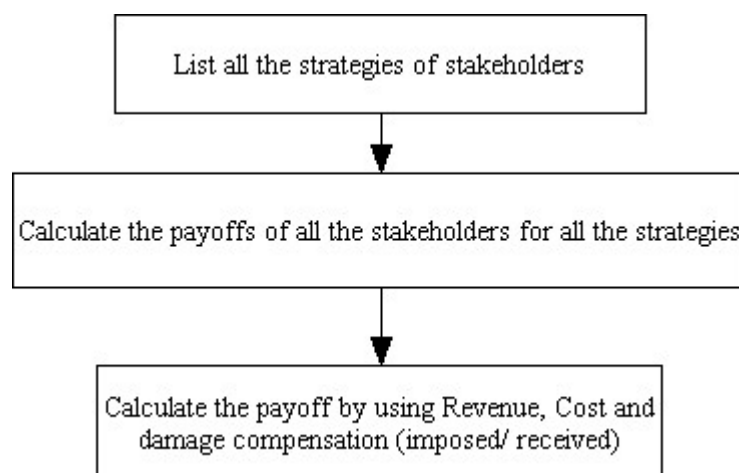 List all the strategies of stakeholders
Calculate the payoffs of all the stakeholders for all the strategies
Calculate the payoff by using Revenue, Cost and
damage compensation (imposed/ received)